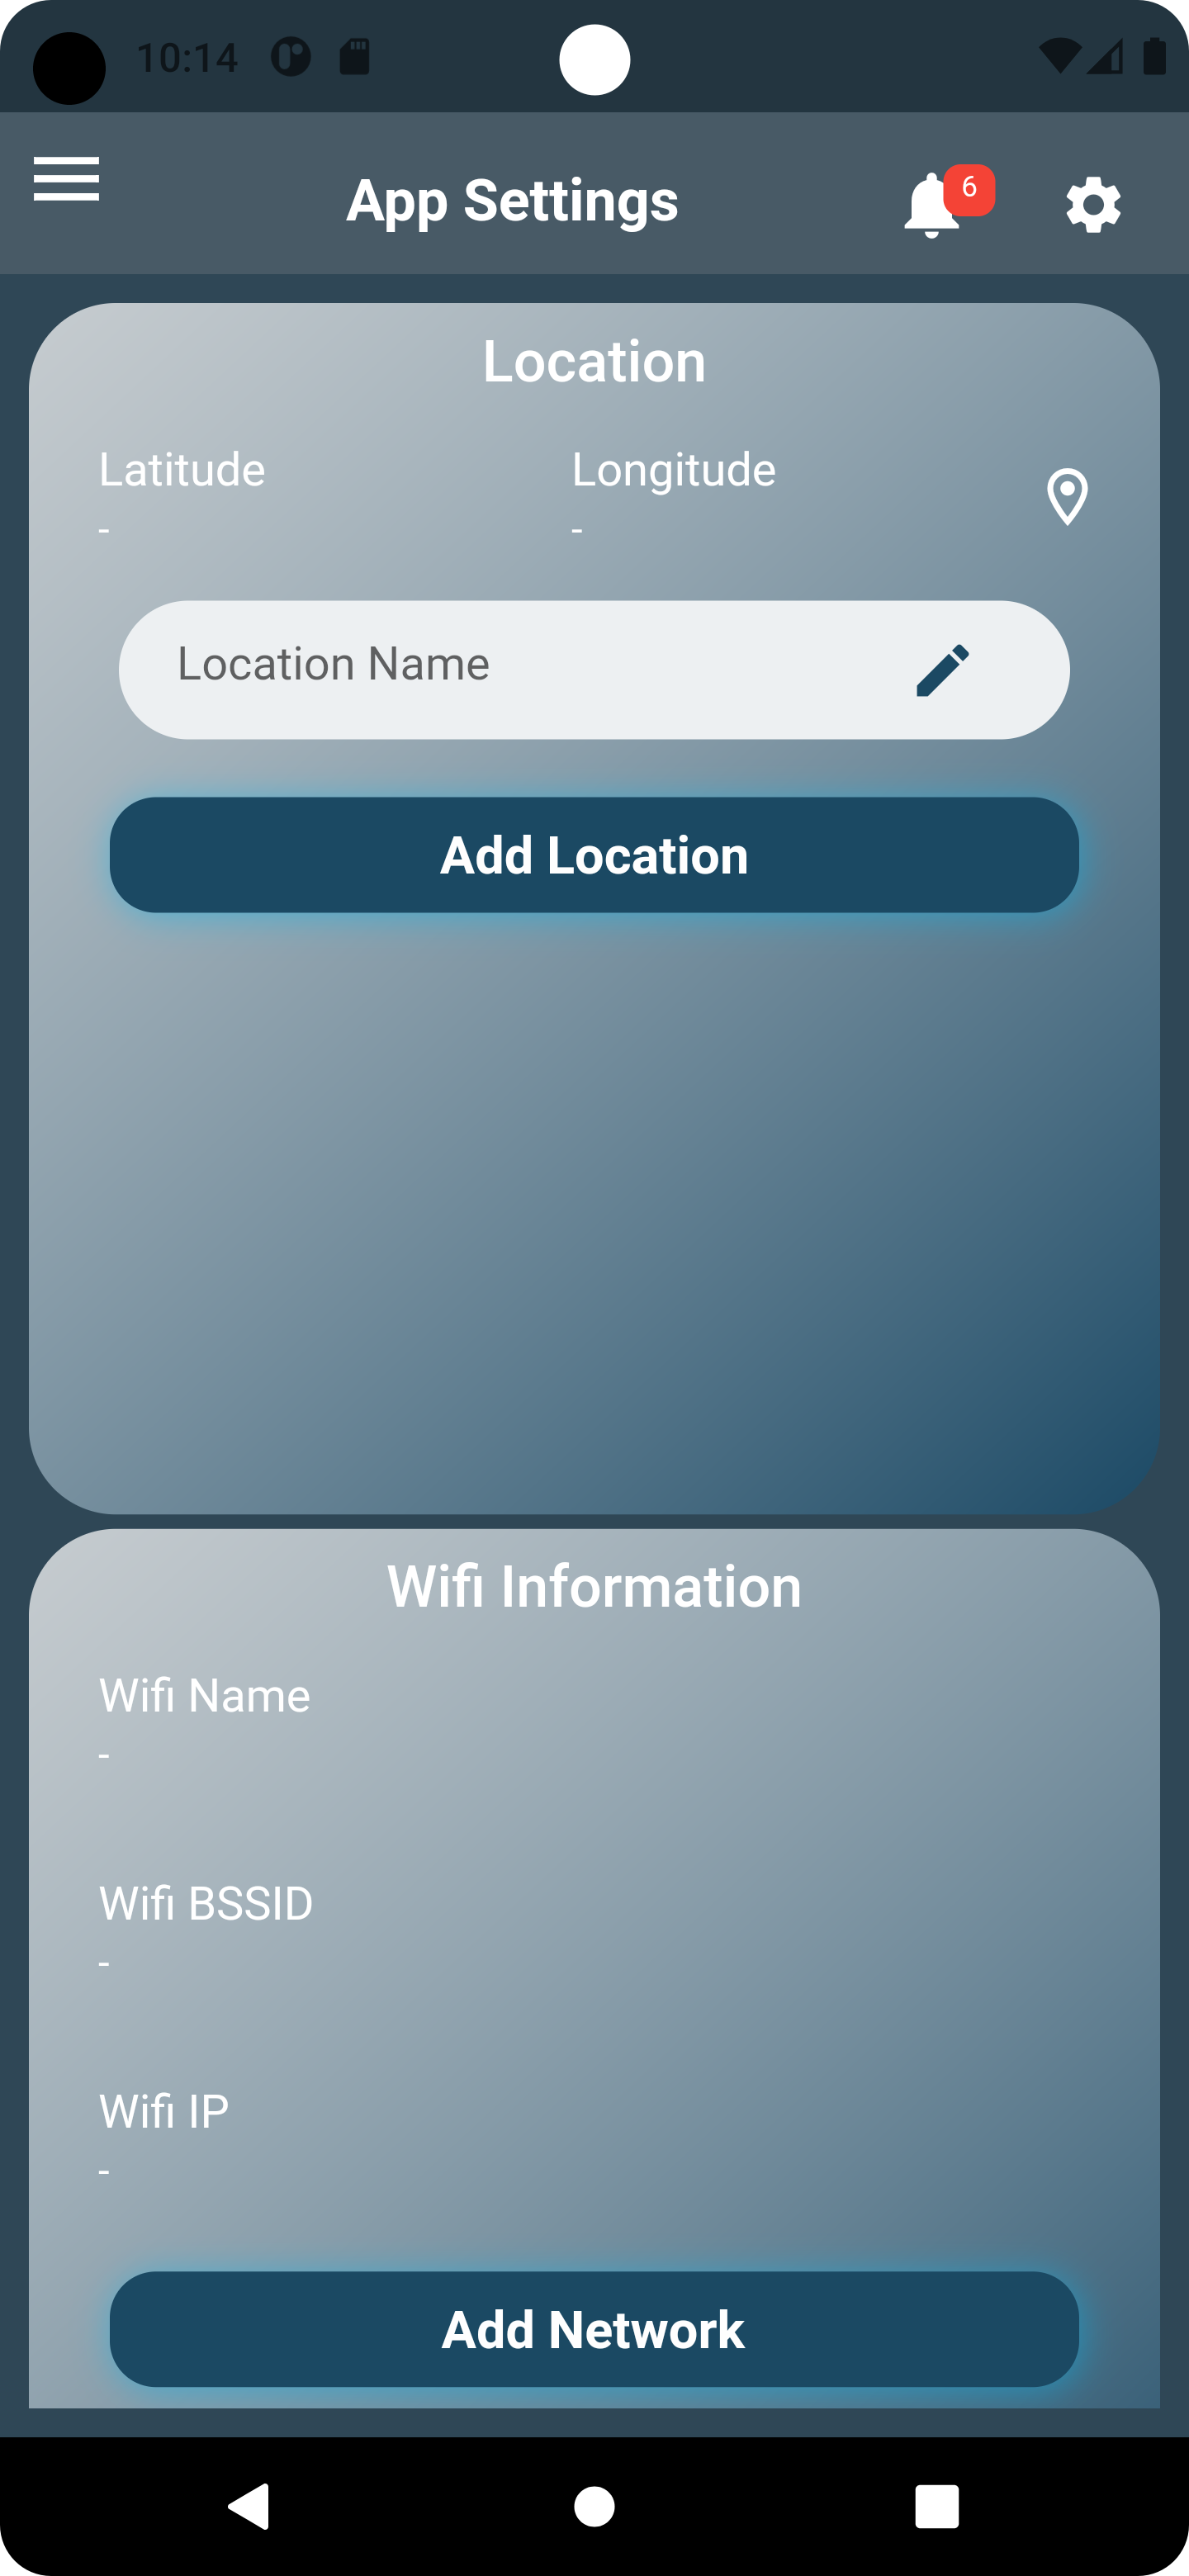 10:14
App Settings
6
Location
Latitude
Longitude
-
-
Location Name
Add Location
Wifi Information
Wifi Name
-
Wifi BSSID
-
Wifi IP
-
Add Network